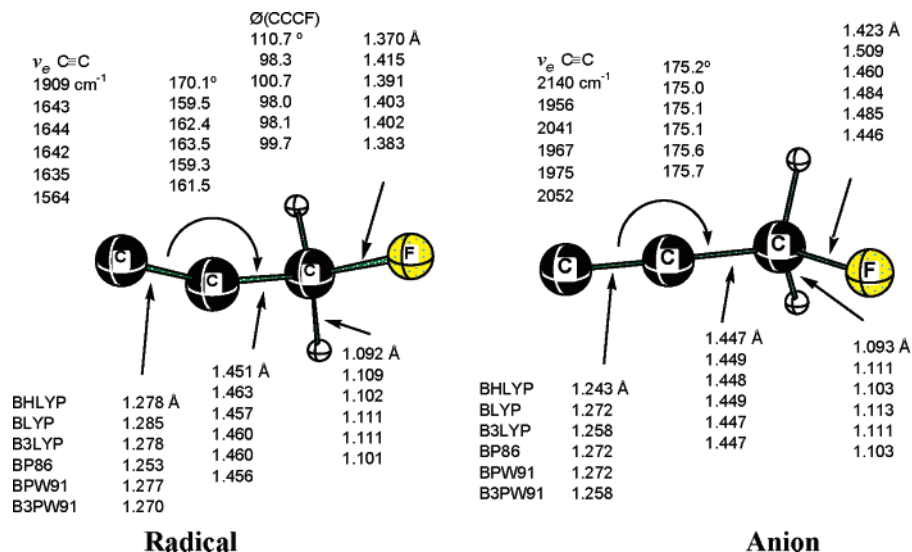 Ø(CCCF)
110.7 º
98.3
100.7
98.0
98.1
99.7
1.370 Å
1.415
1.391
1.403
1.402
1.383
νe C≡C
1909 cm-1
1643
1644
1642
1635
1564
170.1º
159.5
162.4
163.5
159.3
161.5
C
C
C
F
BHLYP 1.278 Å
BLYP 1.285
B3LYP 1.278
BP86 1.253
BPW91 1.277
B3PW91 1.270
1.451 Å
1.463
1.457
1.460
1.460
1.456
1.092 Å
1.109
1.102
1.111
1.111
1.101
Radical
νe C≡C
2140 cm-1
1956
2041
1967
1975
2052
175.2º
175.0
175.1
175.1
175.6
175.7
1.423 Å
1.509
1.460
1.484
1.485
1.446
C
C
C
F
BHLYP 1.243 Å
BLYP 1.272
B3LYP 1.258
BP86 1.272
BPW91 1.272
B3PW91 1.258
1.447 Å
1.449
1.448
1.449
1.447
1.447
1.093 Å
1.111
1.103
1.113
1.111
1.103
Anion